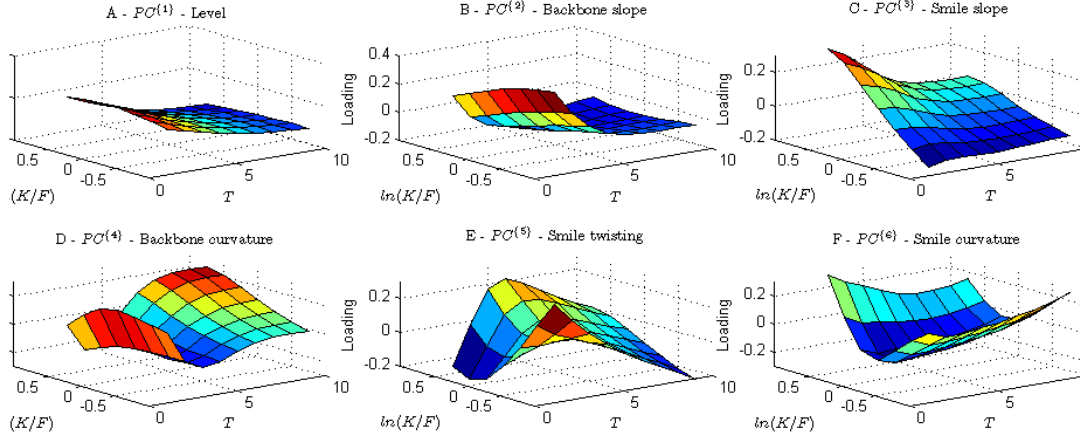 A - PC^{1} - Level
B - PC^{2} - Backbone slope
C - PC^{3} - Smile slope
0.4
0.2
0
-0.2
Loading
0.2
0
-0.2
Loading
0.5
0
-0.5
(K/F)
0
5
10
T
0.5
0
-0.5
ln(K/F)
0
5
10
T
0.5
0
-0.5
ln(K/F)
0
5
T
D - PC^{4} - Backbone curvature
E - PC^{5} - Smile twisting
F - PC^{6} - Smile curvature
0.2
0
-0.2
Loading
0.2
0
-0.2
Loading
0.5
0
-0.5
(K/F)
0
5
10
T
0.5
0
-0.5
ln(K/F)
0
5
10
T
0.5
0
-0.5
ln(K/F)
0
5
T